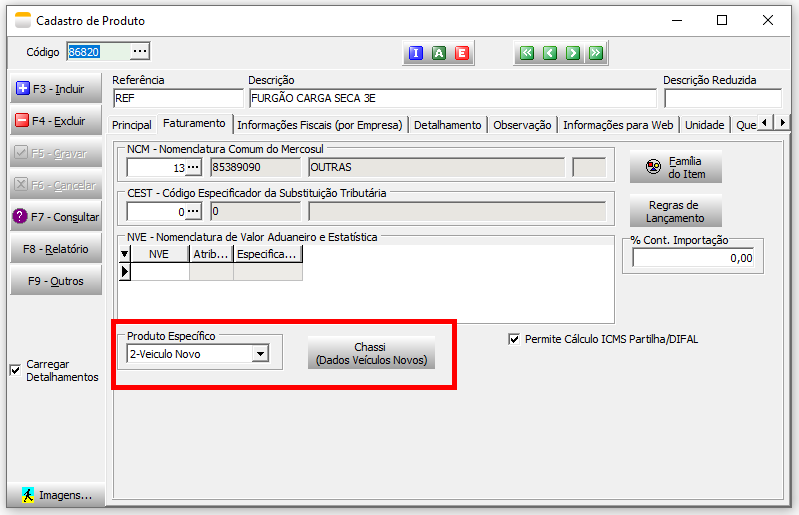 Cadastro de Produto
Código 86820 ...
I A E
Referência Descrição Descrição Reduzida
REF FURGÃO CARGA SECA 3E
F3 - Incluir
F4 - Excluir
F5 - Gravar
F6 - Cancelar
F7 - Consultar
F8 - Relatório
F9 - Outros
Carregar
Detalhamentos
Imagens...
Principal Faturamento Informações Fiscais (por Empresa) Detalhamento Observação Informações para Web Unidade Que
NCM - Nomenclatura Comum do Mercosul
13 ... 85389090 OUTRAS
CEST - Código Especificador da Substituição Tributária
0 ... 0
NVE - Nomenclatura de Valor Aduaneiro e Estatística
NVE Atrib... Especifica...
Família
do Item
Regras de
Lançamento
% Cont. Importação
0,00
Produto Específico
2-Veiculo Novo
Chassi
(Dados Veículos Novos)
Permite Cálculo ICMS Partilha/DIFAL